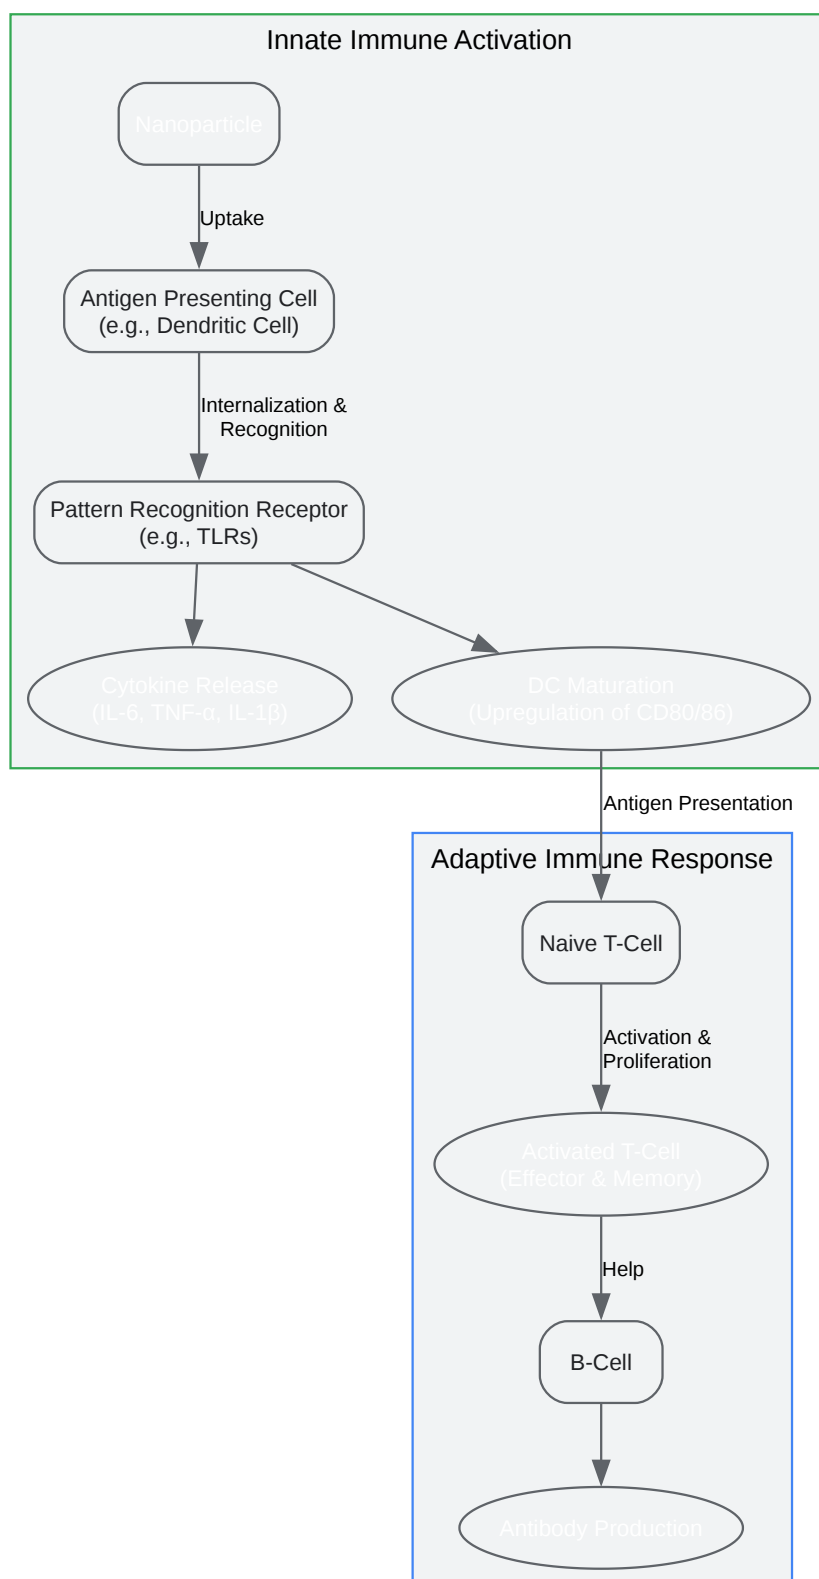 Innate Immune Activation
Nanoparticle
Uptake
Antigen Presenting Cell
(e.g., Dendritic Cell)
Internalization &
Recognition
Pattern Recognition Receptor
(e.g., TLRs)
Cytokine Release
(IL-6, TNF-α, IL-1β)
DC Maturation
(Upregulation of CD80/86)
Antigen Presentation
Adaptive Immune Response
Naive T-Cell
Activation &
Proliferation
Activated T-Cell
(Effector & Memory)
Help
B-Cell
Antibody Production